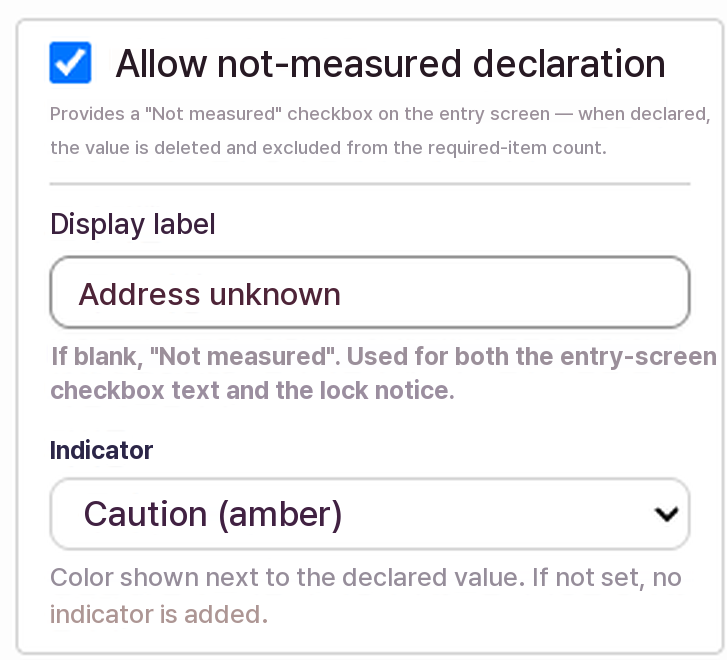 Allow not-measured declaration
Provides a "Not measured" checkbox on the entry screen — when declared,
the value is deleted and excluded from the required-item count.
Display label
Address unknown
If blank, "Not measured". Used for both the entry-screen
checkbox text and the lock notice.
Indicator
Caution (amber)
Color shown next to the declared value. If not set, no
indicator is added.